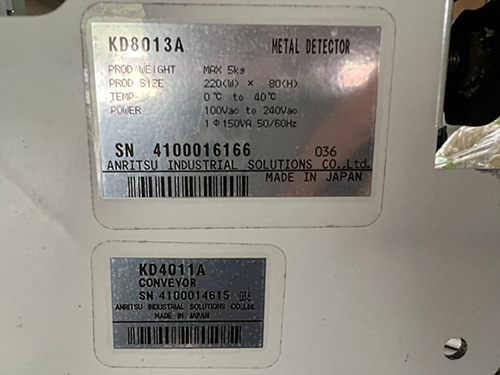 KD8013A METAL DETECTOR
PROD WEIGHT MAX 5kg
PROD SIZE 220(W) × 80(H)
TEMP 0℃ to 40℃
POWER 100Vac to 240Vac
1Φ150VA 50/60Hz
SN 4100016166 036
ANRITSU INDUSTRIAL SOLUTIONS CO.,Ltd.
MADE IN JAPAN
KD4011A
CONVEYOR
SN 4100014615 036
ANRITSU INDUSTRIAL SOLUTIONS CO.,Ltd.
MADE IN JAPAN